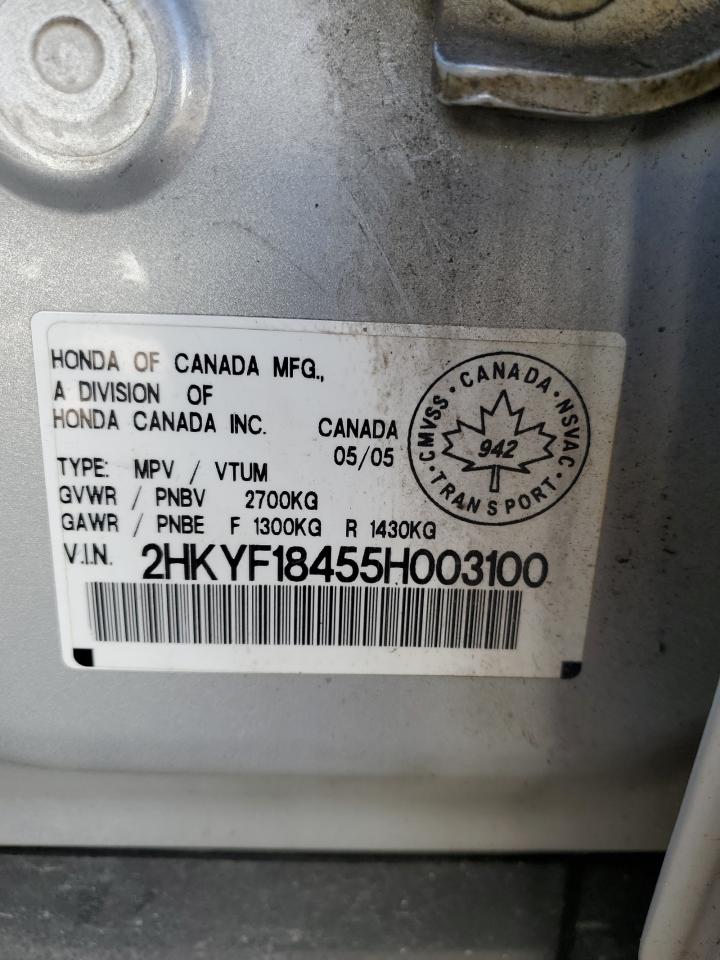 HONDA OF CANADA MFG.,
A DIVISION OF
HONDA CANADA INC.
CANADA
05/05
TYPE: MPV / VTUM
GVWR / PNBV 2700KG
GAWR / PNBE F 1300KG R 1430KG
V.I.N. 2HKYF18455H003100
CMVSS · CANADA · NSVAC
942
· TRANSPORT ·